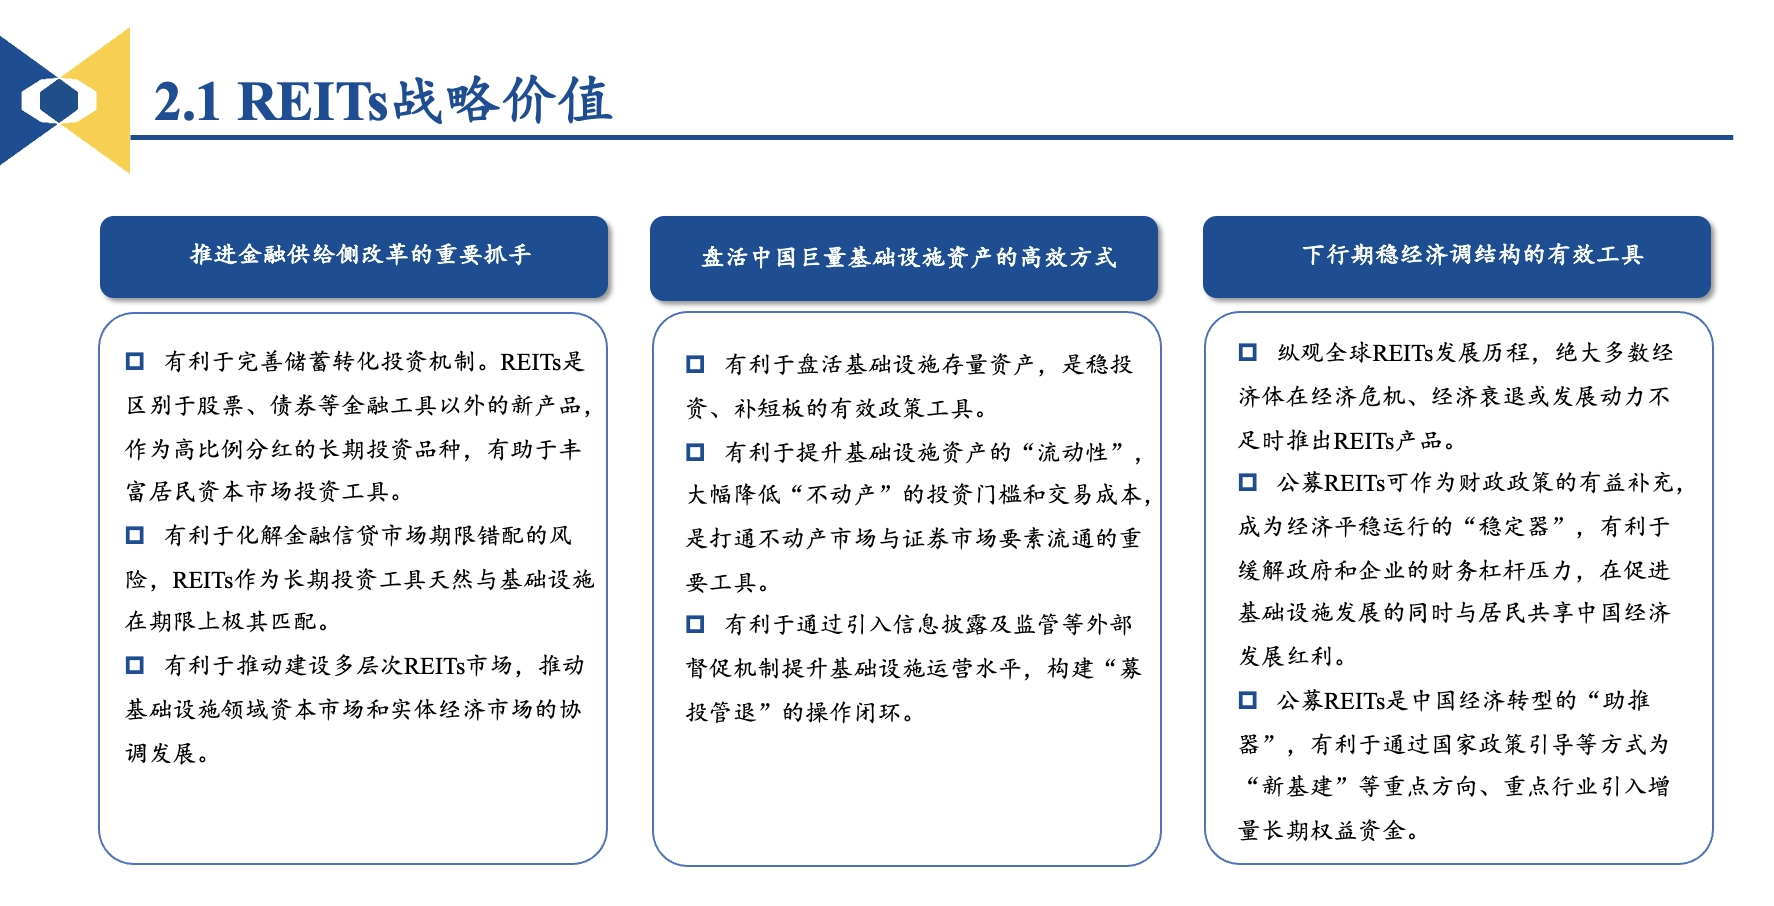 2.1 REITs战略价值
推进金融供给侧改革的重要抓手
有利于完善储蓄转化投资机制。REITs是
区别于股票、债券等金融工具以外的新产品，
作为高比例分红的长期投资品种，有助于丰
富居民资本市场投资工具。
有利于化解金融信贷市场期限错配的风
险，REITs作为长期投资工具天然与基础设施
在期限上极其匹配。
有利于推动建设多层次REITs市场，推动
基础设施领域资本市场和实体经济市场的协
调发展。
盘活中国巨量基础设施资产的高效方式
有利于盘活基础设施存量资产，是稳投
资、补短板的有效政策工具。
有利于提升基础设施资产的“流动性”，
大幅降低“不动产”的投资门槛和交易成本，
是打通不动产市场与证券市场要素流通的重
要工具。
有利于通过引入信息披露及监管等外部
督促机制提升基础设施运营水平，构建“募
投管退”的操作闭环。
下行期稳经济调结构的有效工具
纵观全球REITs发展历程，绝大多数经
济体在经济危机、经济衰退或发展动力不
足时推出REITs产品。
公募REITs可作为财政政策的有益补充，
成为经济平稳运行的“稳定器”，有利于
缓解政府和企业的财务杠杆压力，在促进
基础设施发展的同时与居民共享中国经济
发展红利。
公募REITs是中国经济转型的“助推
器”，有利于通过国家政策引导等方式为
“新基建”等重点方向、重点行业引入增
量长期权益资金。